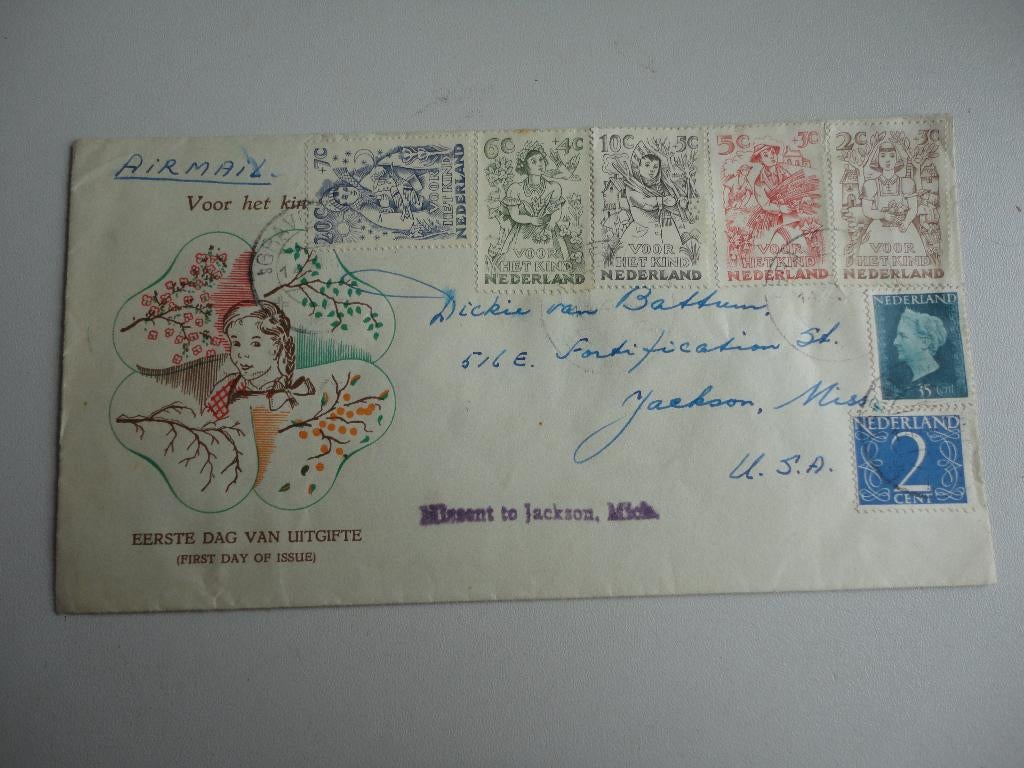 AIRMAIL.
Voor het kin
20C +7C
VOOR
HET KIND
NEDERLAND
6C +4C
VOOR
HET KIND
NEDERLAND
10C +5C
VOOR
HET KIND
NEDERLAND
5C +3C
VOOR
HET KIND
NEDERLAND
2C +3C
VOOR
HET KIND
NEDERLAND
NEDERLAND
35 CENT
NEDERLAND
2
CENT
Dickie van Battum,
516 E. Fortification St.
Jackson, Miss.
U.S.A.
Missent to Jackson, Mich.
EERSTE DAG VAN UITGIFTE
(FIRST DAY OF ISSUE)